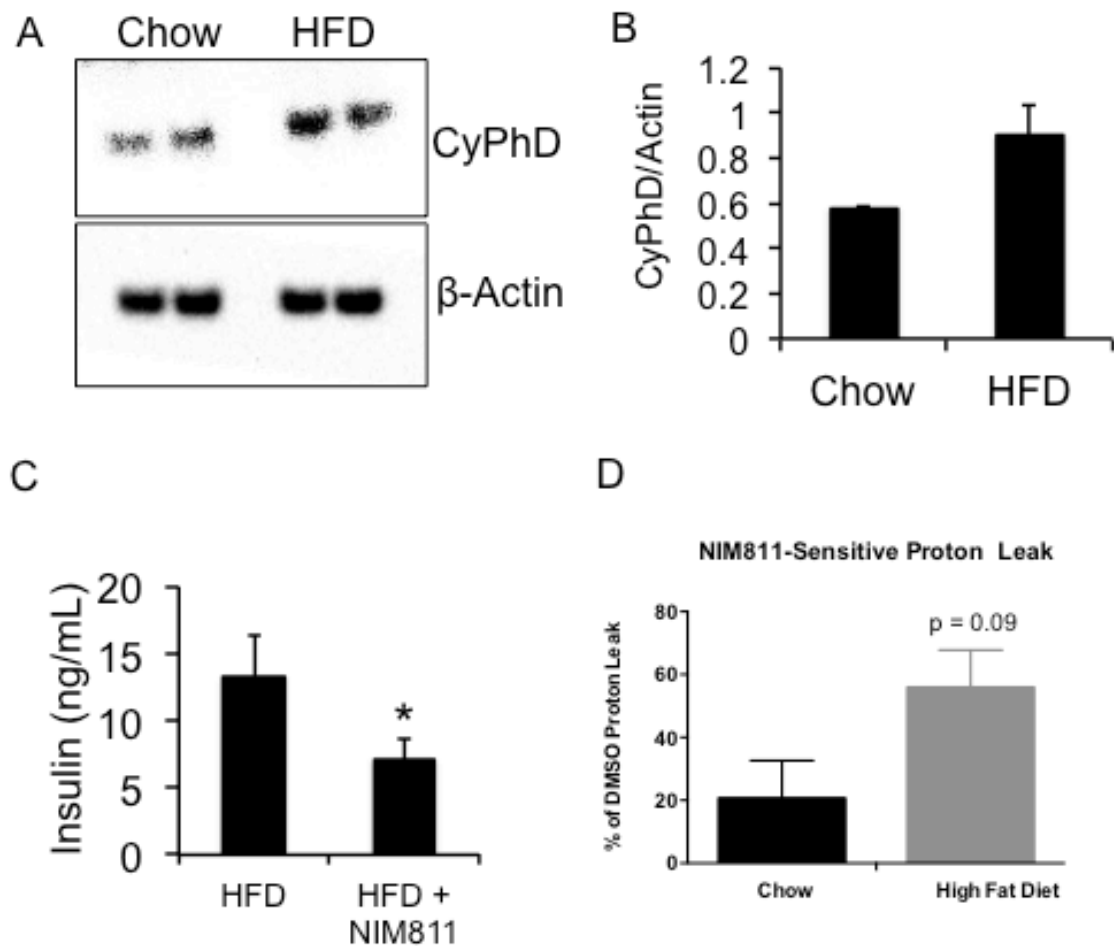 A
Chow HFD
CyPhD
β-Actin
B
CyPhD/Actin
1.2
1
0.8
0.6
0.4
0.2
0
Chow HFD
C
Insulin (ng/mL)
20
15
10
5
0
*
HFD HFD +
NIM811
D
NIM811-Sensitive Proton Leak
% of DMSO Proton Leak
80
60
40
20
0
p = 0.09
Chow High Fat Diet